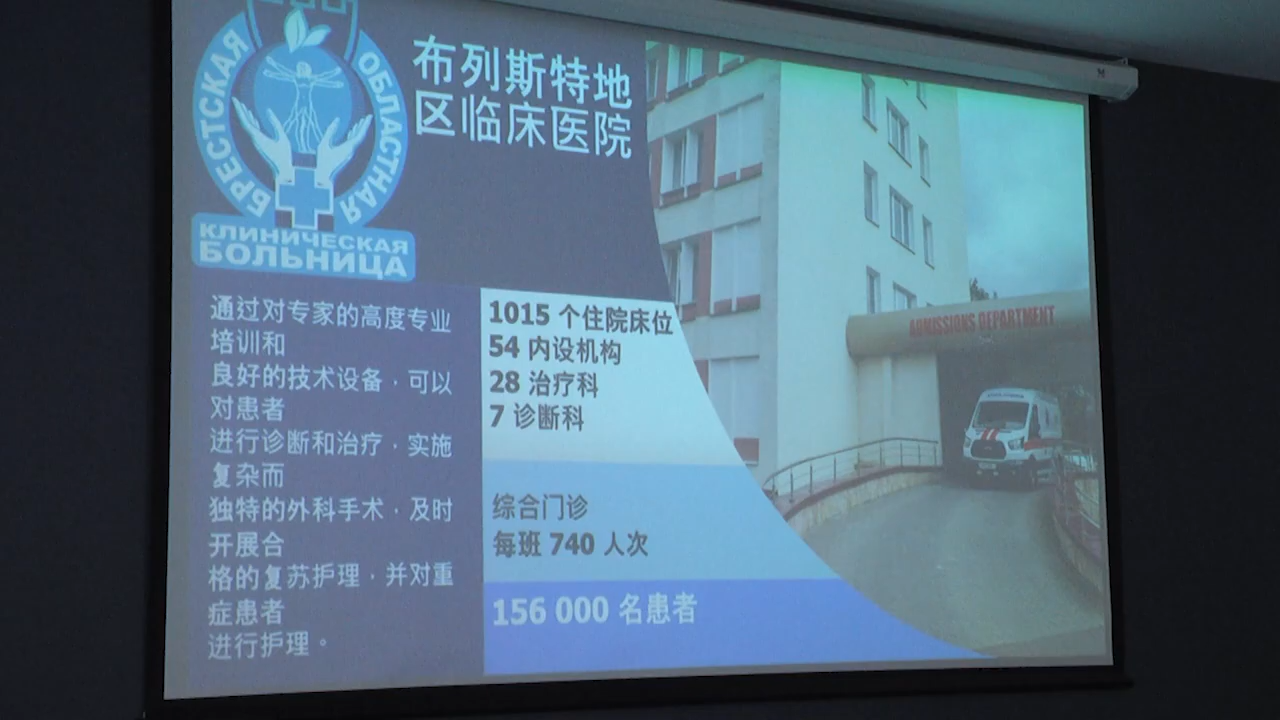 БРЕСТСКАЯ ОБЛАСТНАЯ
КЛИНИЧЕСКАЯ
БОЛЬНИЦА
布列斯特地
区临床医院
通过对专家的高度专业
培训和
良好的技术设备，可以
对患者
进行诊断和治疗，实施
复杂而
独特的外科手术，及时
开展合
格的复苏护理，并对重
症患者
进行护理。
1015 个住院床位
54 内设机构
28 治疗科
7 诊断科
综合门诊
每班 740 人次
156 000 名患者
ADMISSIONS DEPARTMENT